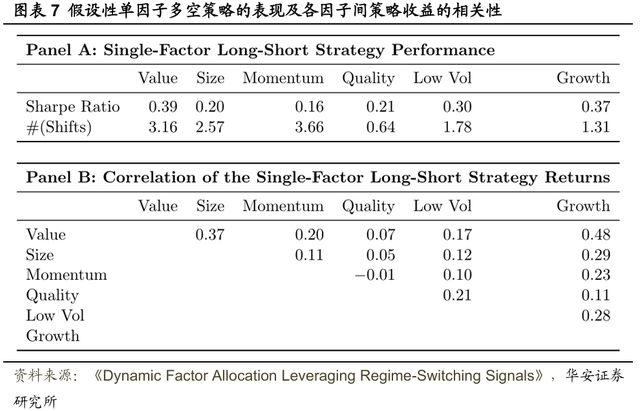 图表 7 假设性单因子多空策略的表现及各因子间策略收益的相关性
Panel A: Single-Factor Long-Short Strategy Performance
Value Size Momentum Quality Low Vol Growth
Sharpe Ratio 0.39 0.20 0.16 0.21 0.30 0.37
#(Shifts) 3.16 2.57 3.66 0.64 1.78 1.31
Panel B: Correlation of the Single-Factor Long-Short Strategy Returns
Value Size Momentum Quality Low Vol Growth
Value 0.37 0.20 0.07 0.17 0.48
Size 0.11 0.05 0.12 0.29
Momentum −0.01 0.10 0.23
Quality 0.21 0.11
Low Vol 0.28
Growth
资料来源：《Dynamic Factor Allocation Leveraging Regime-Switching Signals》，华安证券
研究所